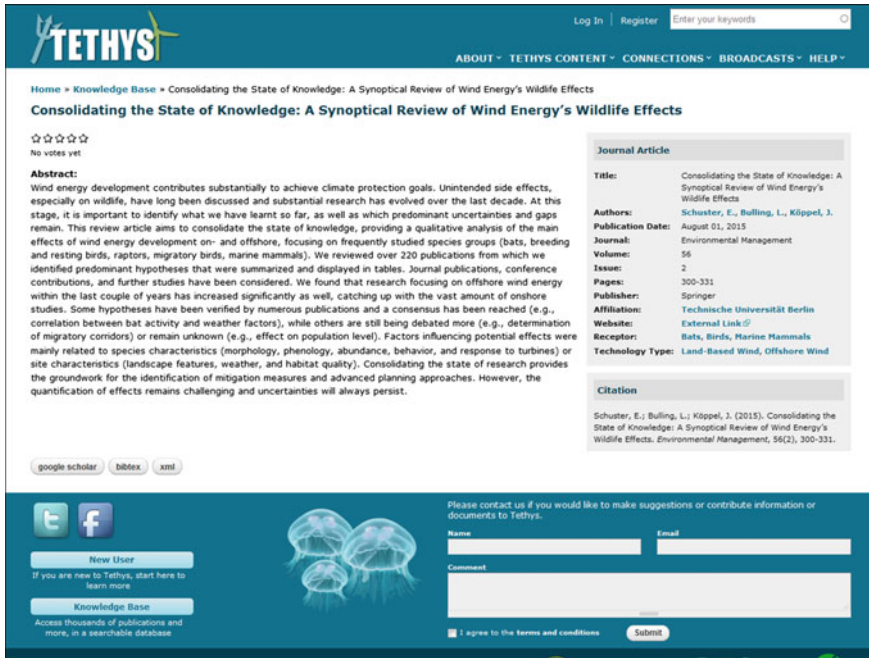 TETHYS
Log In | Register
Enter your keywords
ABOUT TETHYS CONTENT CONNECTIONS BROADCASTS HELP
Home » Knowledge Base » Consolidating the State of Knowledge: A Synoptical Review of Wind Energy's Wildlife Effects
Consolidating the State of Knowledge: A Synoptical Review of Wind Energy's Wildlife Effects
No votes yet
Abstract:
Wind energy development contributes substantially to achieve climate protection goals. Unintended side effects,
especially on wildlife, have long been discussed and substantial research has evolved over the last decade. At this
stage, it is important to identify what we have learnt so far, as well as which predominant uncertainties and gaps
remain. This review article aims to consolidate the state of knowledge, providing a qualitative analysis of the main
effects of wind energy development on- and offshore, focusing on frequently studied species groups (bats, breeding
and resting birds, raptors, migratory birds, marine mammals). We reviewed over 220 publications from which we
identified predominant hypotheses that were summarized and displayed in tables. Journal publications, conference
contributions, and further studies have been considered. We found that research focusing on offshore wind energy
within the last couple of years has increased significantly as well, catching up with the vast amount of onshore
studies. Some hypotheses have been verified by numerous publications and a consensus has been reached (e.g.,
correlation between bat activity and weather factors), while others are still being debated more (e.g., determination
of migratory corridors) or remain unknown (e.g., effect on population level). Factors influencing potential effects were
mainly related to species characteristics (morphology, phenology, abundance, behavior, and response to turbines) or
site characteristics (landscape features, weather, and habitat quality). Consolidating the state of research provides
the groundwork for the identification of mitigation measures and advanced planning approaches. However, the
quantification of effects remains challenging and uncertainties will always persist.
google scholar bibtex xml
Journal Article
Title: Consolidating the State of Knowledge: A
Synoptical Review of Wind Energy's
Wildlife Effects
Authors: Schuster, E., Bulling, L., Köppel, J.
Publication Date: August 01, 2015
Journal: Environmental Management
Volume: 56
Issue: 2
Pages: 300-331
Publisher: Springer
Affiliation: Technische Universität Berlin
Website: External Link
Receptor: Bats, Birds, Marine Mammals
Technology Type: Land-Based Wind, Offshore Wind
Citation
Schuster, E.; Bulling, L.; Köppel, J. (2015). Consolidating the
State of Knowledge: A Synoptical Review of Wind Energy's
Wildlife Effects. Environmental Management, 56(2), 300-331.
t f
New User
If you are new to Tethys, start here to
learn more
Knowledge Base
Access thousands of publications and
more, in a searchable database
Please contact us if you would like to make suggestions or contribute information or
documents to Tethys.
Name Email
Comment
I agree to the terms and conditions Submit